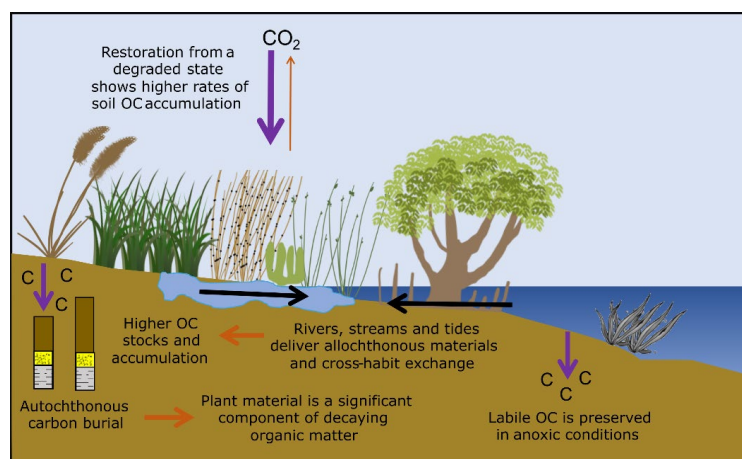 CO₂
Restoration from a
degraded state
shows higher rates of
soil OC accumulation
C C
C
Higher OC
stocks and
accumulation
Rivers, streams and tides
deliver allochthonous materials
and cross-habit exchange
Autochthonous
carbon burial
Plant material is a significant
component of decaying
organic matter
C C
C
Labile OC is preserved
in anoxic conditions